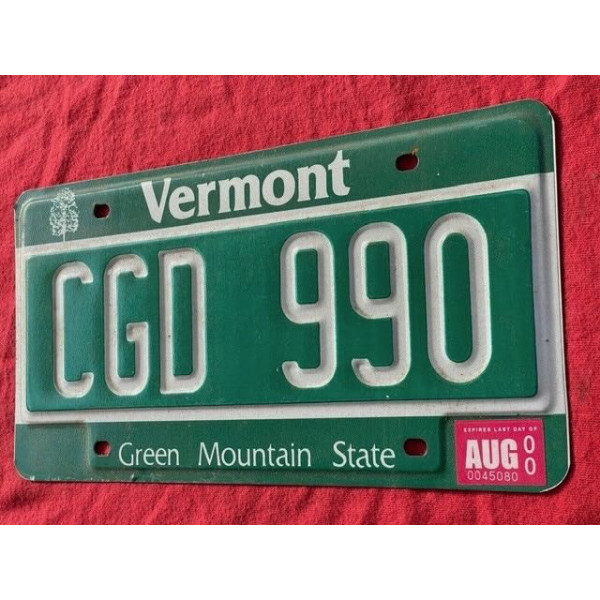 Vermont
CGD 990
Green Mountain State
EXPIRES LAST DAY OF
AUG 00
0045080